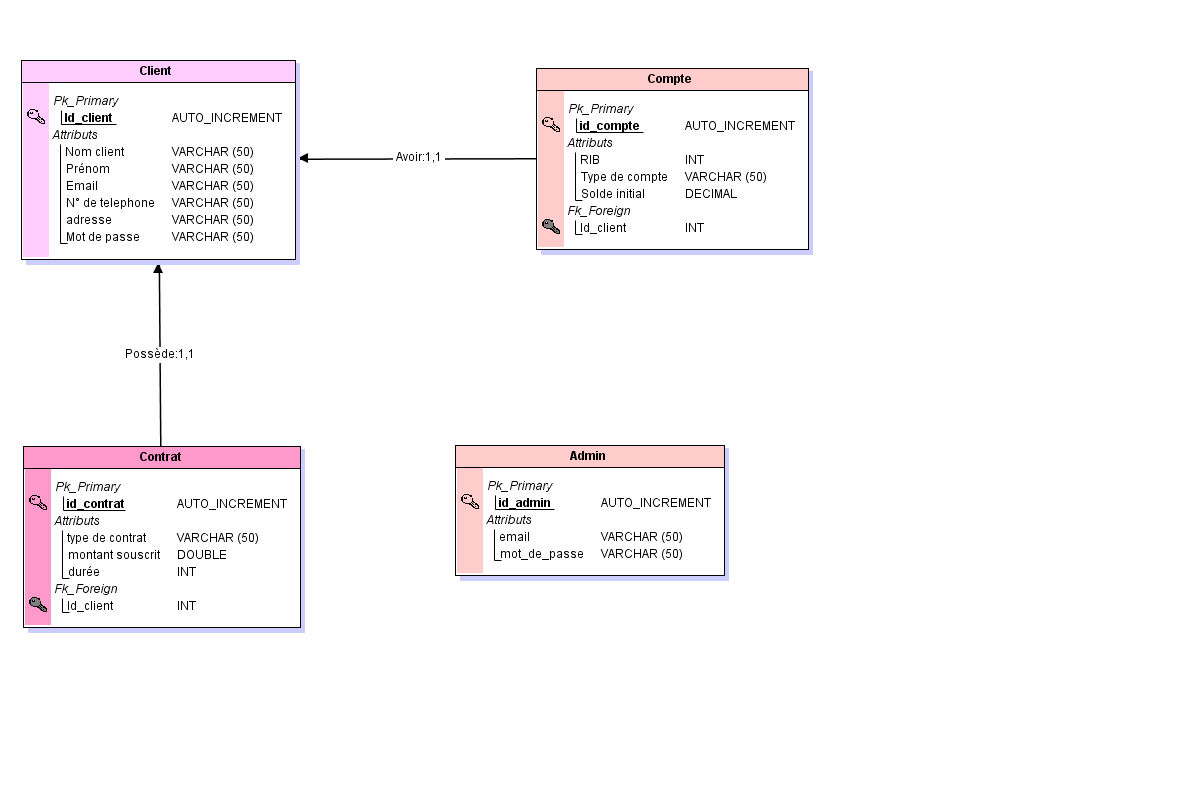 Client
Pk_Primary
Id_client AUTO_INCREMENT
Attributs
Nom client VARCHAR (50)
Prénom VARCHAR (50)
Email VARCHAR (50)
N° de telephone VARCHAR (50)
adresse VARCHAR (50)
Mot de passe VARCHAR (50)
Avoir:1,1
Compte
Pk_Primary
id_compte AUTO_INCREMENT
Attributs
RIB INT
Type de compte VARCHAR (50)
Solde initial DECIMAL
Fk_Foreign
Id_client INT
Possède:1,1
Contrat
Pk_Primary
id_contrat AUTO_INCREMENT
Attributs
type de contrat VARCHAR (50)
montant souscrit DOUBLE
durée INT
Fk_Foreign
Id_client INT
Admin
Pk_Primary
id_admin AUTO_INCREMENT
Attributs
email VARCHAR (50)
mot_de_passe VARCHAR (50)